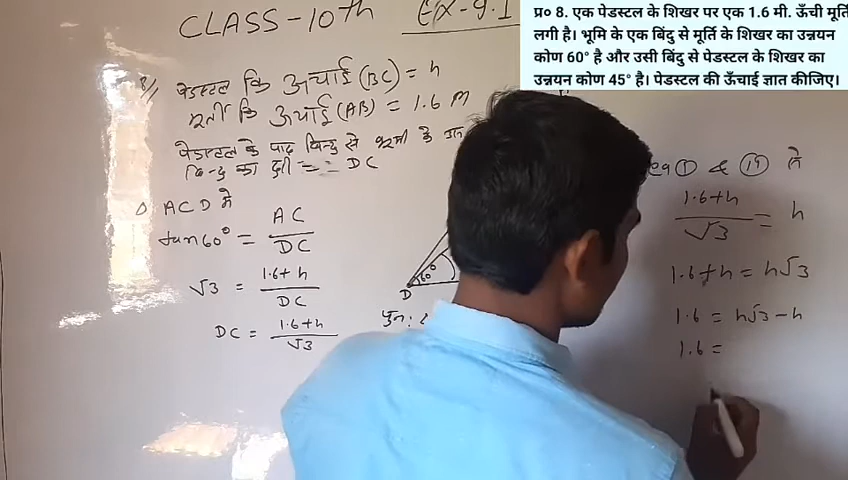 CLASS-10th EX-9.1
प्र० 8. एक पेडस्टल के शिखर पर एक 1.6 मी. ऊँची मूर्ति
लगी है। भूमि के एक बिंदु से मूर्ति के शिखर का उन्नयन
कोण 60° है और उसी बिंदु से पेडस्टल के शिखर का
उन्नयन कोण 45° है। पेडस्टल की ऊँचाई ज्ञात कीजिए।
8// पेडस्टल कि (BC) = h
कि (AB) = 1.6 m
के पाद बिन्दु से के
का दूरी = DC
Δ ACD में
tan60° = AC/DC
√3 = 1.6+h/DC
DC = 1.6+h/√3
60°
D
पुन:
& में
1.6+h/√3 = h
1.6+h = h√3
1.6 = h√3-h
1.6 =